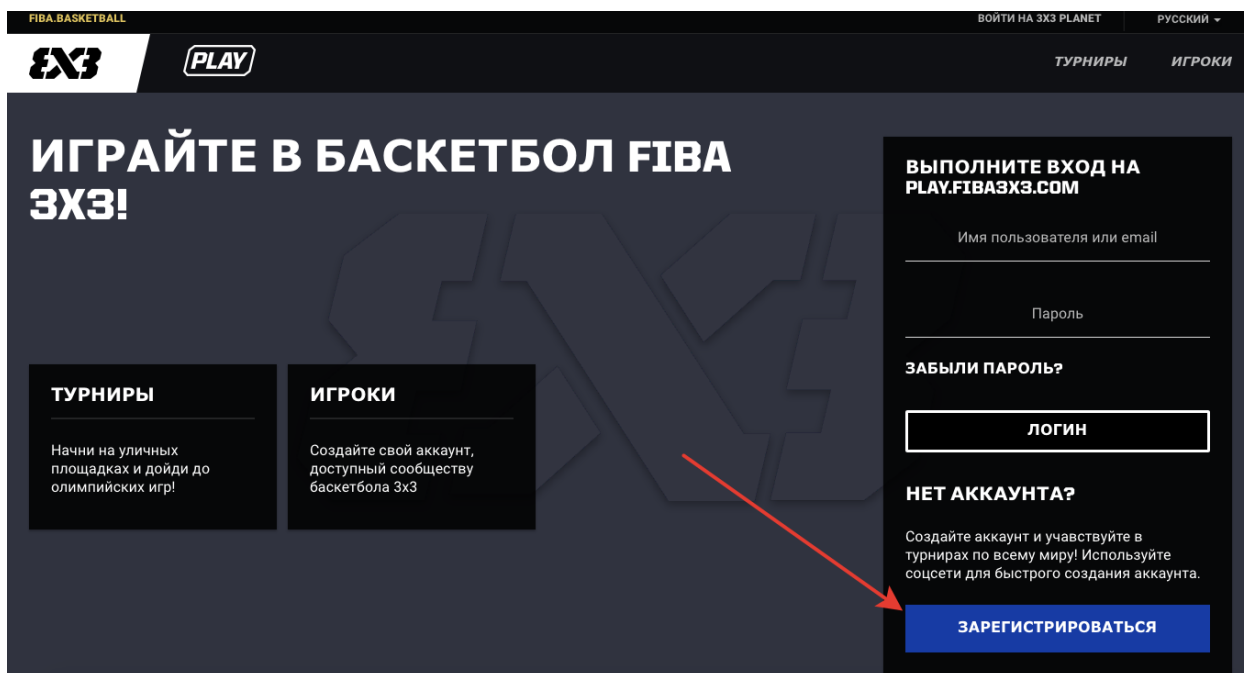 FIBA.BASKETBALL
ВОЙТИ НА 3X3 PLANET
РУССКИЙ
3X3
PLAY
ТУРНИРЫ
ИГРОКИ
ИГРАЙТЕ В БАСКЕТБОЛ FIBA
3X3!
ТУРНИРЫ
Начни на уличных
площадках и дойди до
олимпийских игр!
ИГРОКИ
Создайте свой аккаунт,
доступный сообществу
баскетбола 3x3
ВЫПОЛНИТЕ ВХОД НА
PLAY.FIBA3X3.COM
Имя пользователя или email
Пароль
ЗАБЫЛИ ПАРОЛЬ?
ЛОГИН
НЕТ АККАУНТА?
Создайте аккаунт и учавствуйте в
турнирах по всему миру! Используйте
соцсети для быстрого создания аккаунта.
ЗАРЕГИСТРИРОВАТЬСЯ